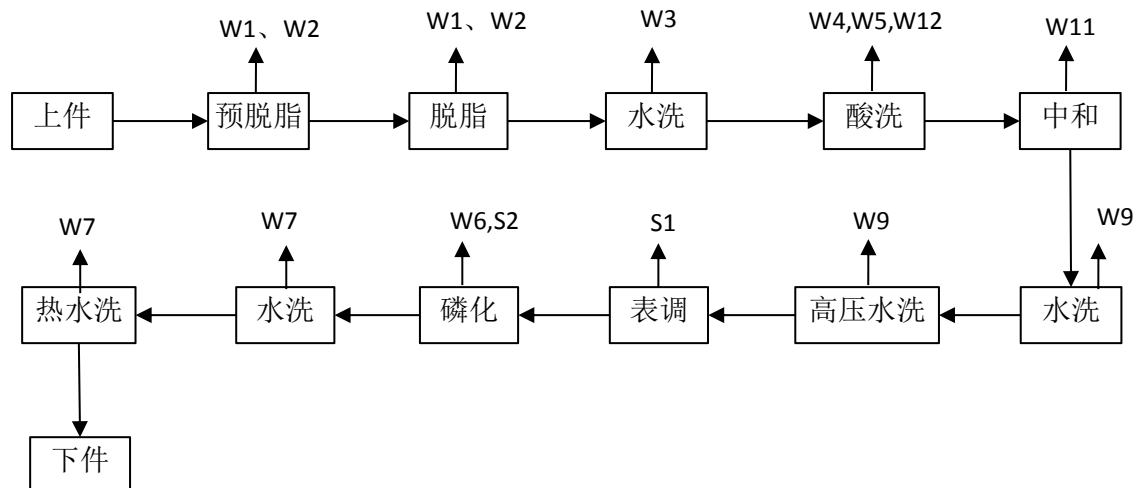 W1、W2
W1、W2
W3
W4,W5,W12
W11
上件
预脱脂
脱脂
水洗
酸洗
中和
W7
W7
W6,S2
S1
W9
W9
热水洗
水洗
磷化
表调
高压水洗
水洗
下件